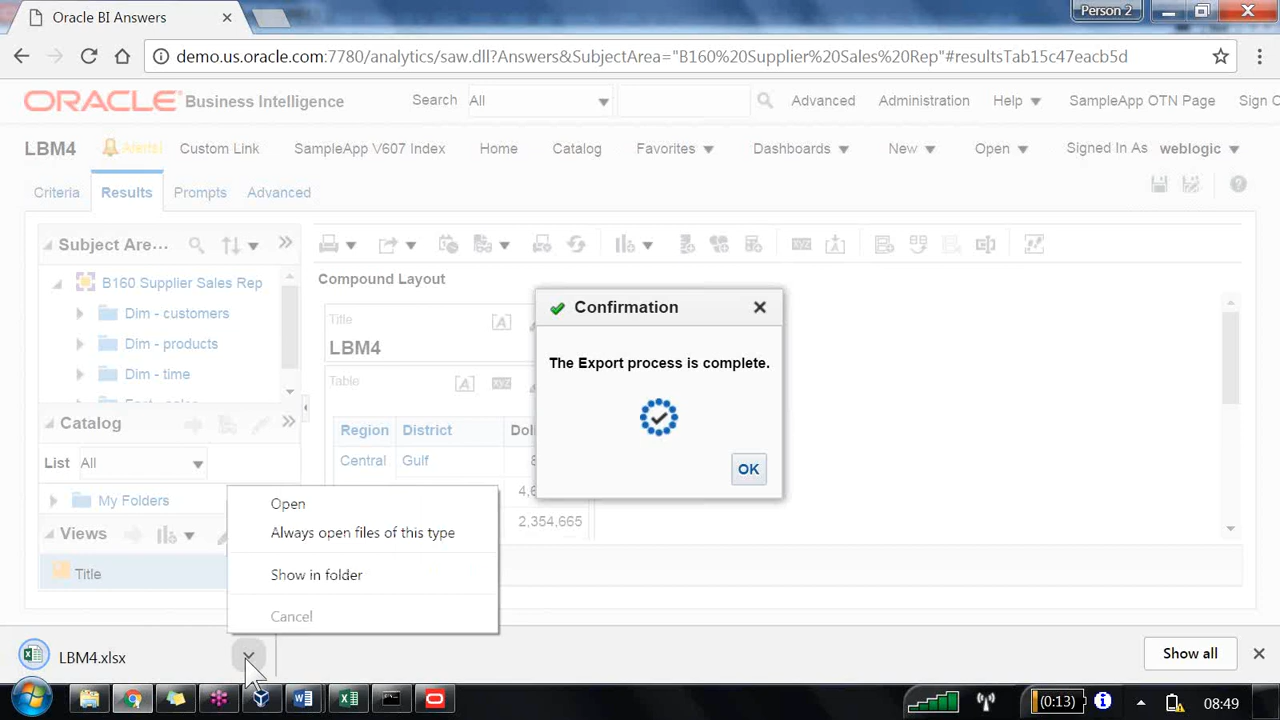 Oracle BI Answers
Person 2
demo.us.oracle.com:7780/analytics/saw.dll?Answers&SubjectArea="B160%20Supplier%20Sales%20Rep"#resultsTab15c47eacb5d
ORACLE Business Intelligence
Search All
Advanced
Administration
Help
SampleApp OTN Page
Sign O
LBM4
Alerts!
Custom Link
SampleApp V607 Index
Home
Catalog
Favorites
Dashboards
New
Open
Signed In As weblogic
Criteria
Results
Prompts
Advanced
Subject Are...
B160 Supplier Sales Rep
Dim - customers
Dim - products
Dim - time
Catalog
List All
My Folders
Views
Title
Compound Layout
Title
LBM4
Table
Region District Dol
Central Gulf 8
4,6
2,354,665
Confirmation
The Export process is complete.
OK
Open
Always open files of this type
Show in folder
Cancel
LBM4.xlsx
Show all
(0:13)
08:49